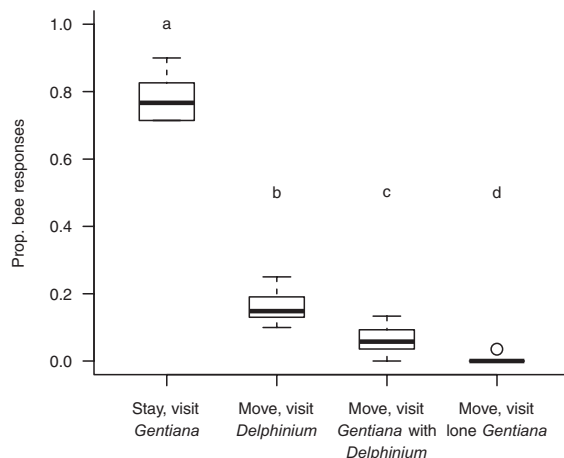 1.0
0.8
0.6
0.4
0.2
0.0
Prop. bee responses
a
b
c
d
Stay, visit
Gentiana
Move, visit
Delphinium
Move, visit
Gentiana with
Delphinium
Move, visit
lone Gentiana